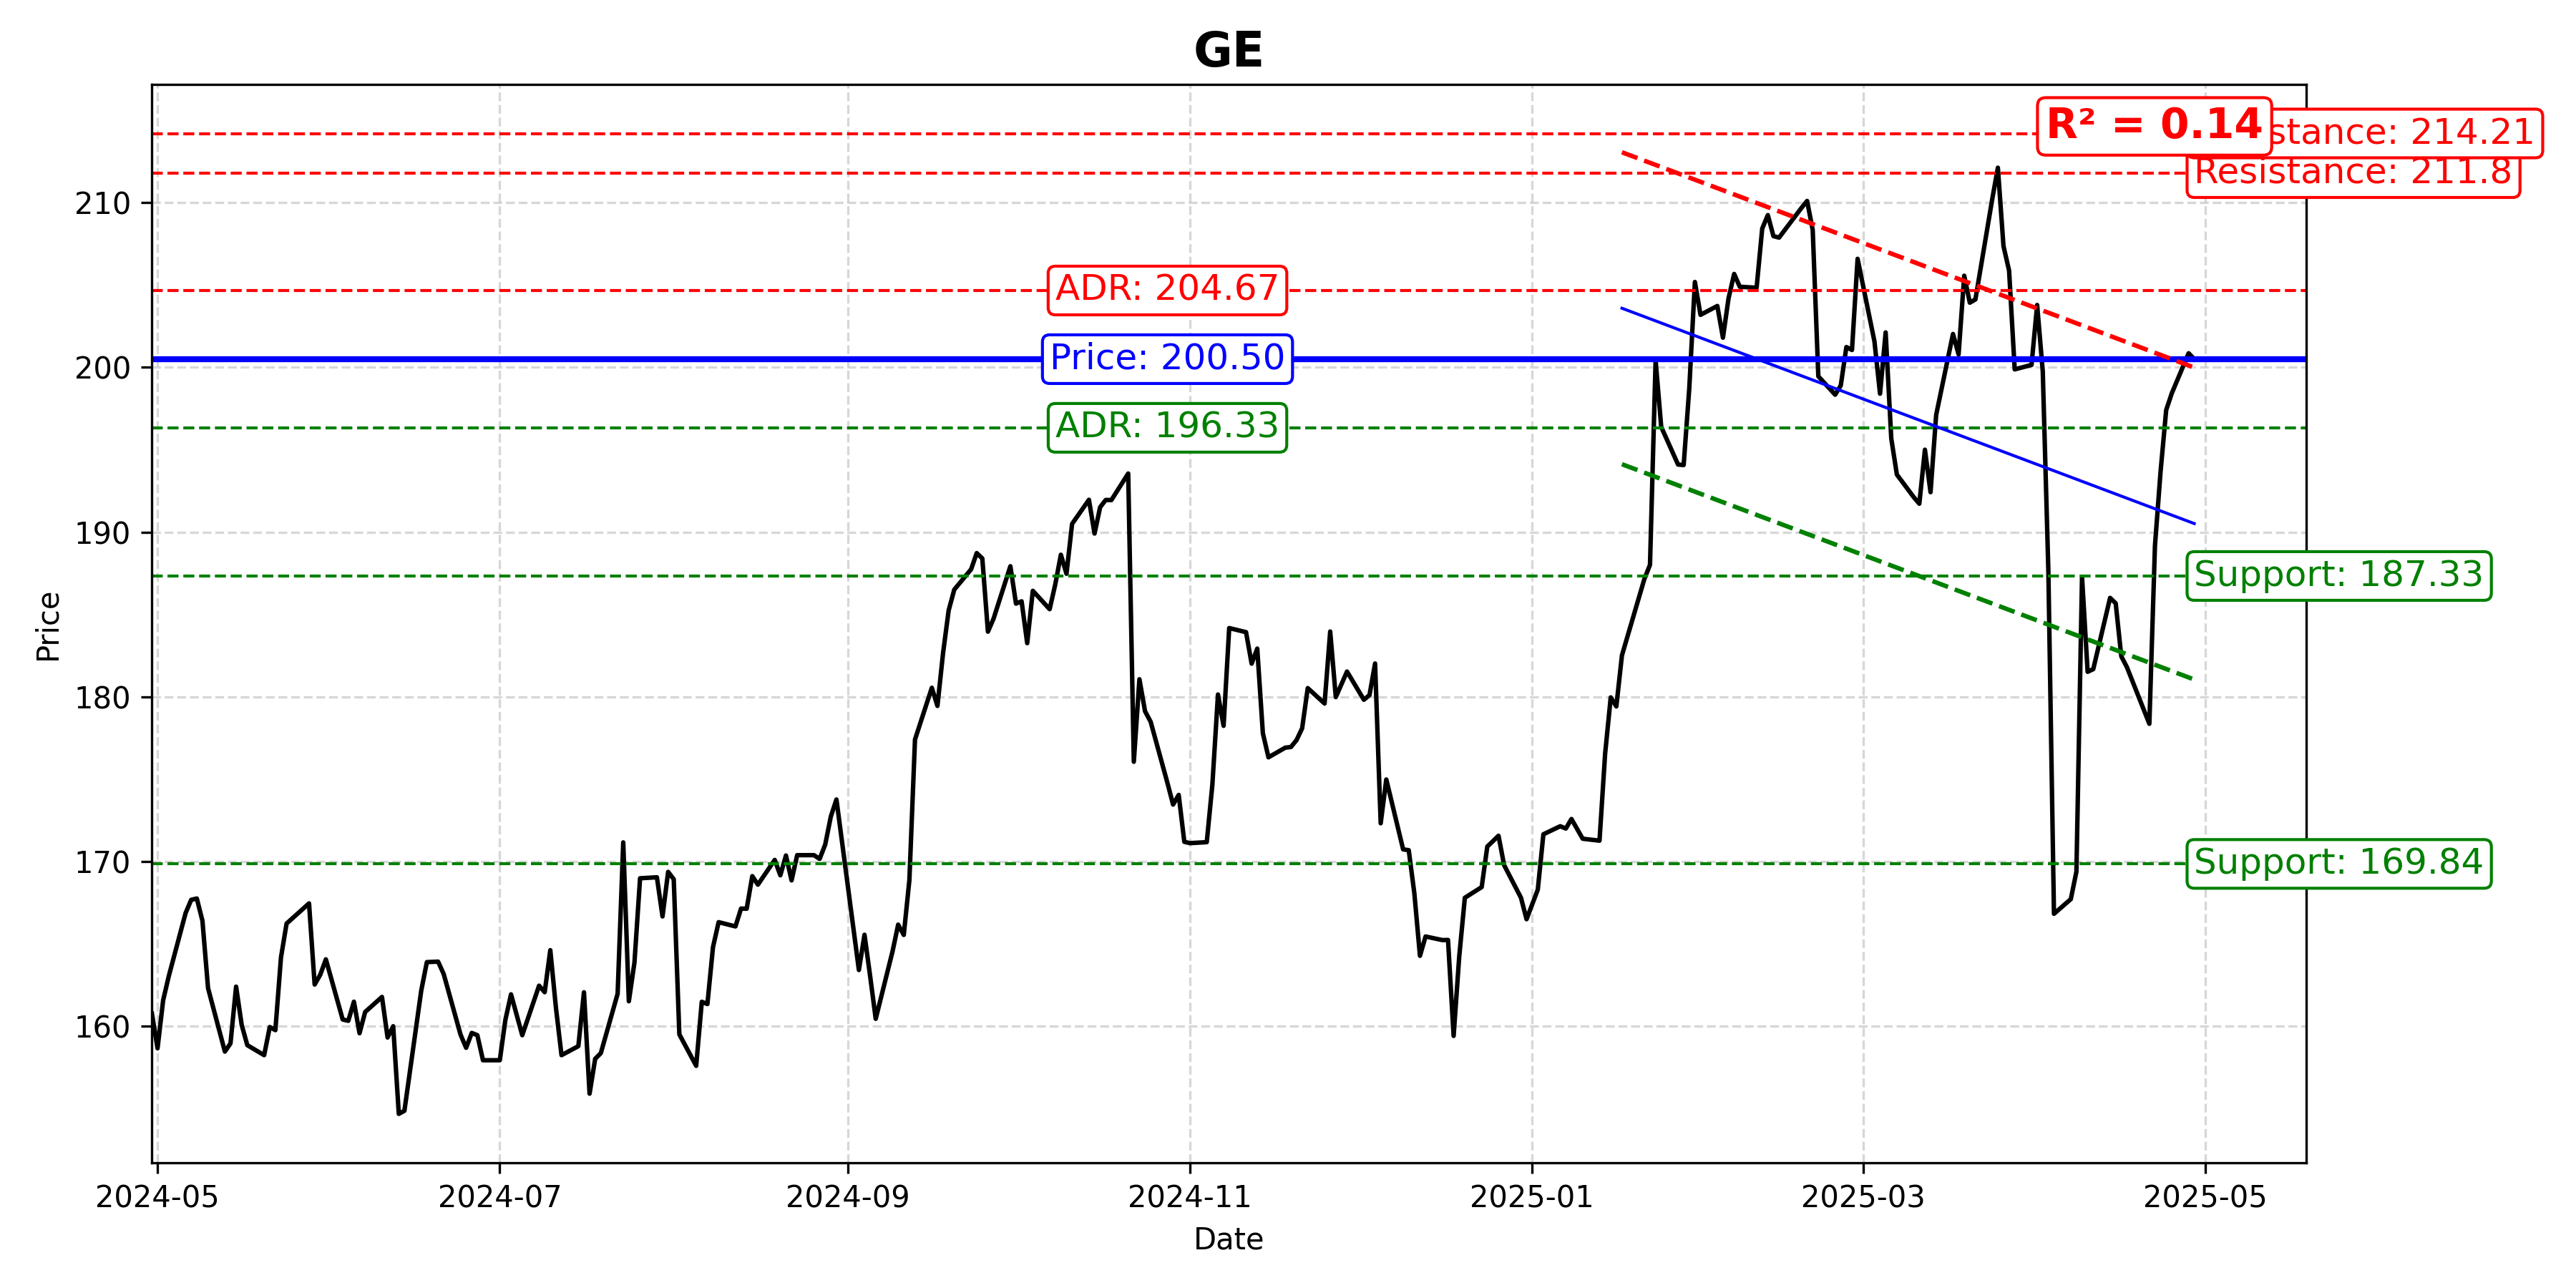 GE
R² = 0.14
stance: 214.21
Resistance: 211.8
210
ADR: 204.67
Price: 200.50
200
ADR: 196.33
190
Support: 187.33
Price
180
170
Support: 169.84
160
2024-05
2024-07
2024-09
2024-11
2025-01
2025-03
2025-05
Date